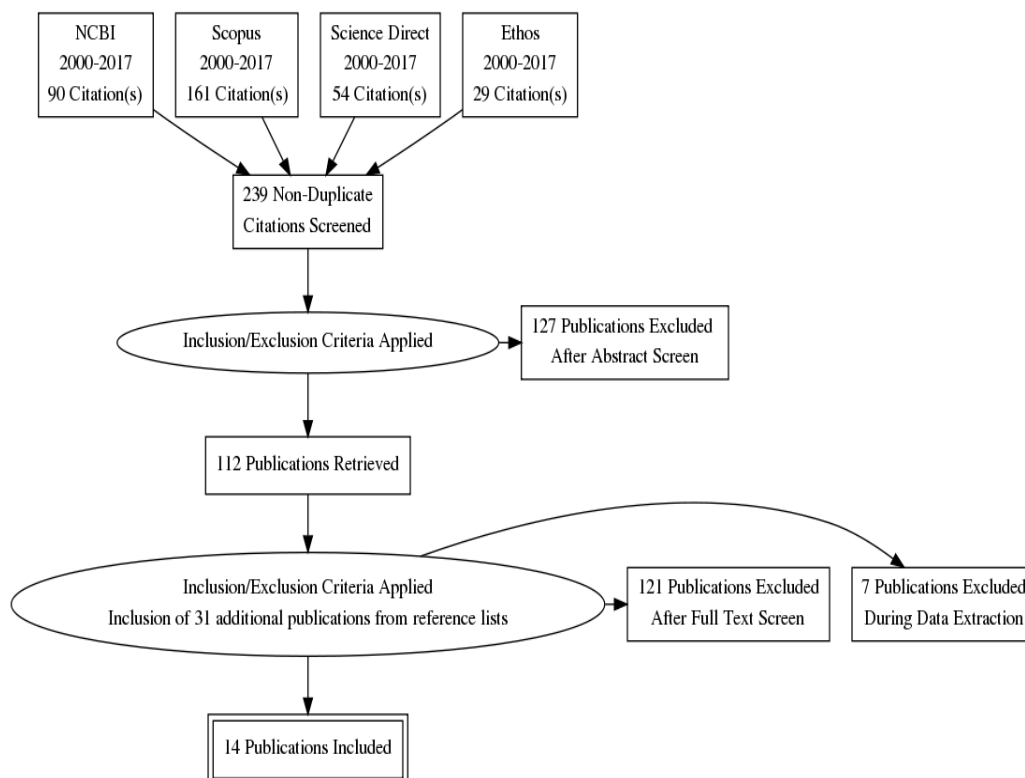 NCBI
2000-2017
90 Citation(s)
Scopus
2000-2017
161 Citation(s)
Science Direct
2000-2017
54 Citation(s)
Ethos
2000-2017
29 Citation(s)
239 Non-Duplicate
Citations Screened
Inclusion/Exclusion Criteria Applied
127 Publications Excluded
After Abstract Screen
112 Publications Retrieved
Inclusion/Exclusion Criteria Applied
Inclusion of 31 additional publications from reference lists
121 Publications Excluded
After Full Text Screen
7 Publications Excluded
During Data Extraction
14 Publications Included